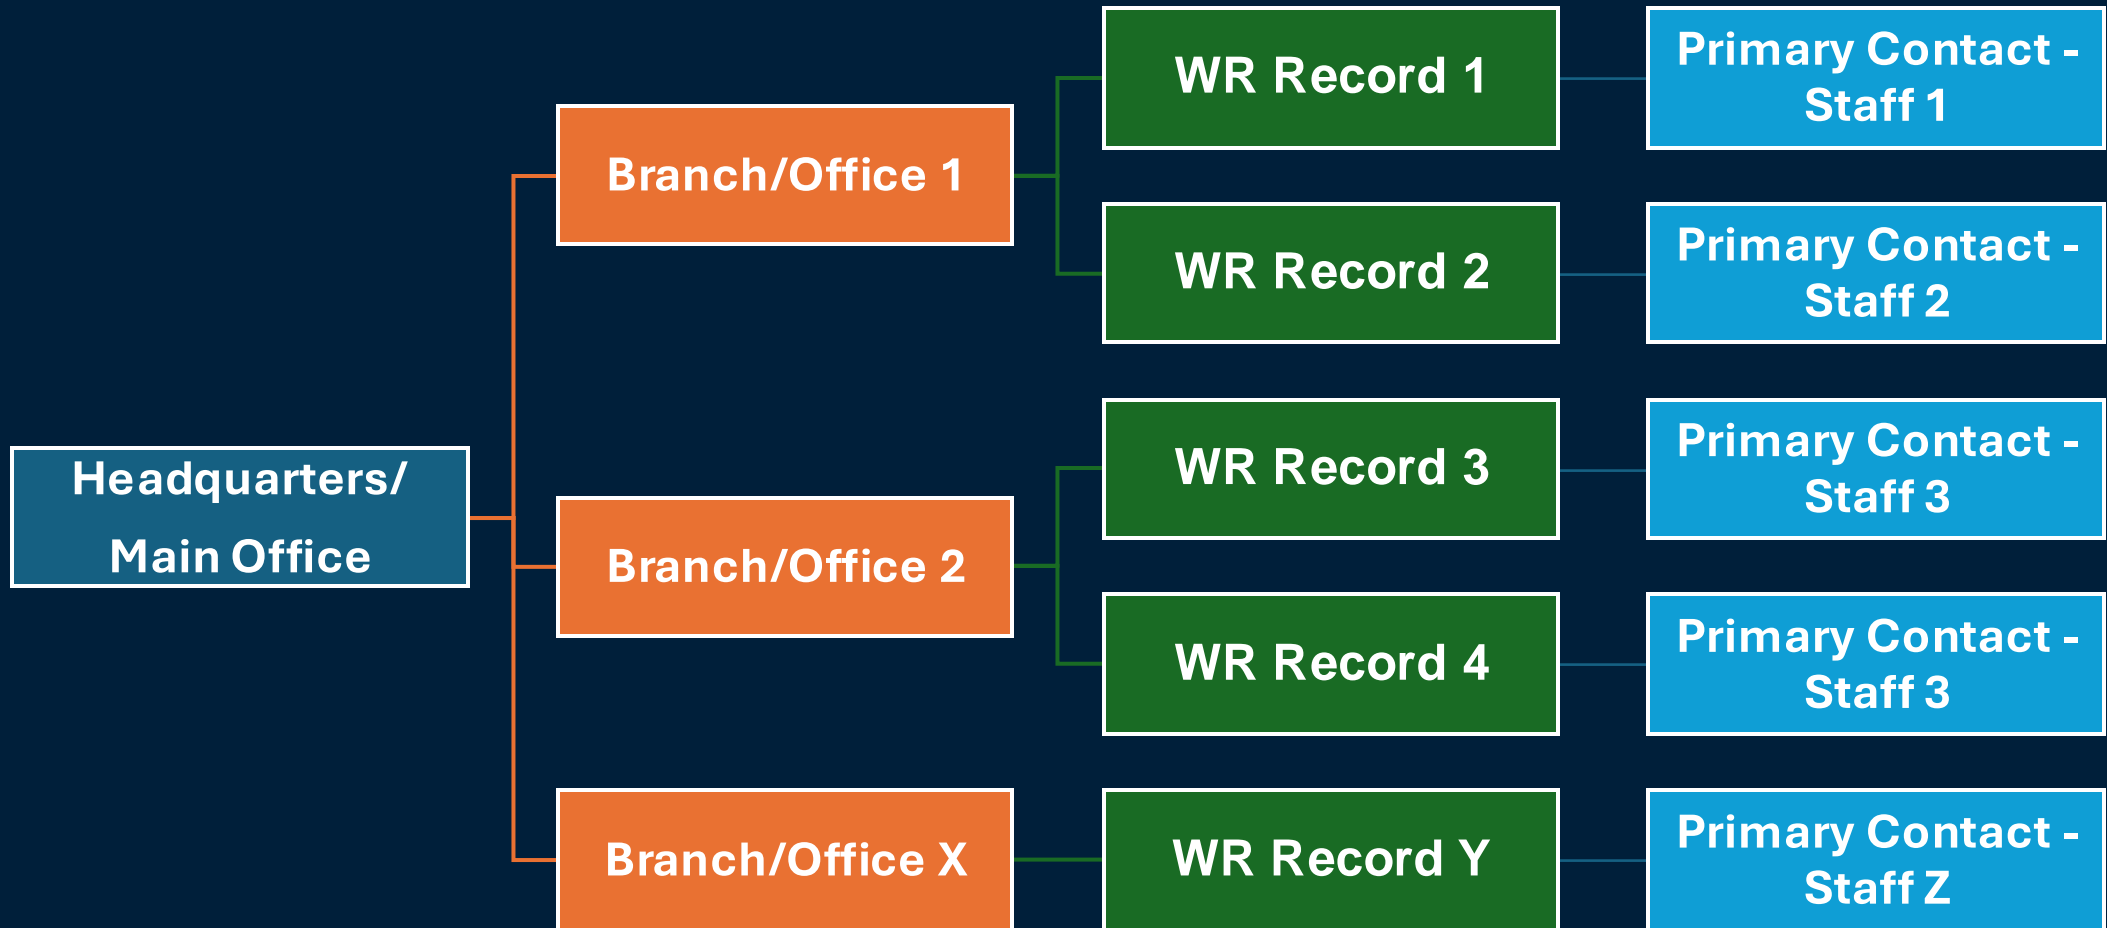 Headquarters/
Main Office
Branch/Office 1
WR Record 1
Primary Contact -
Staff 1
WR Record 2
Primary Contact -
Staff 2
Branch/Office 2
WR Record 3
Primary Contact -
Staff 3
WR Record 4
Primary Contact -
Staff 3
Branch/Office X
WR Record Y
Primary Contact -
Staff Z